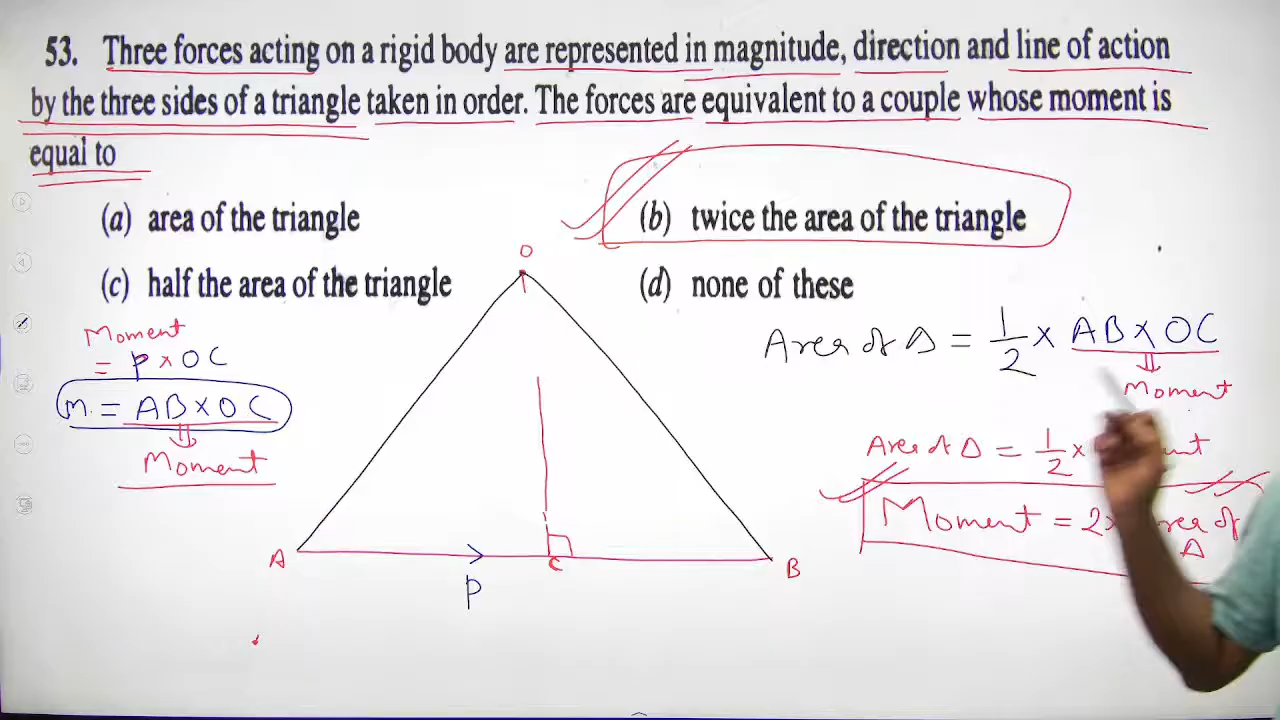 53. Three forces acting on a rigid body are represented in magnitude, direction and line of action
by the three sides of a triangle taken in order. The forces are equivalent to a couple whose moment is
equal to
(a) area of the triangle
(b) twice the area of the triangle
(c) half the area of the triangle
(d) none of these
O
Moment
= P × OC
M. = AB × OC
Moment
Area of Δ = 1/2 × AB × OC
Moment
Area of Δ = 1/2 ×
Moment = 2× Area of
Δ
A
C
B
P